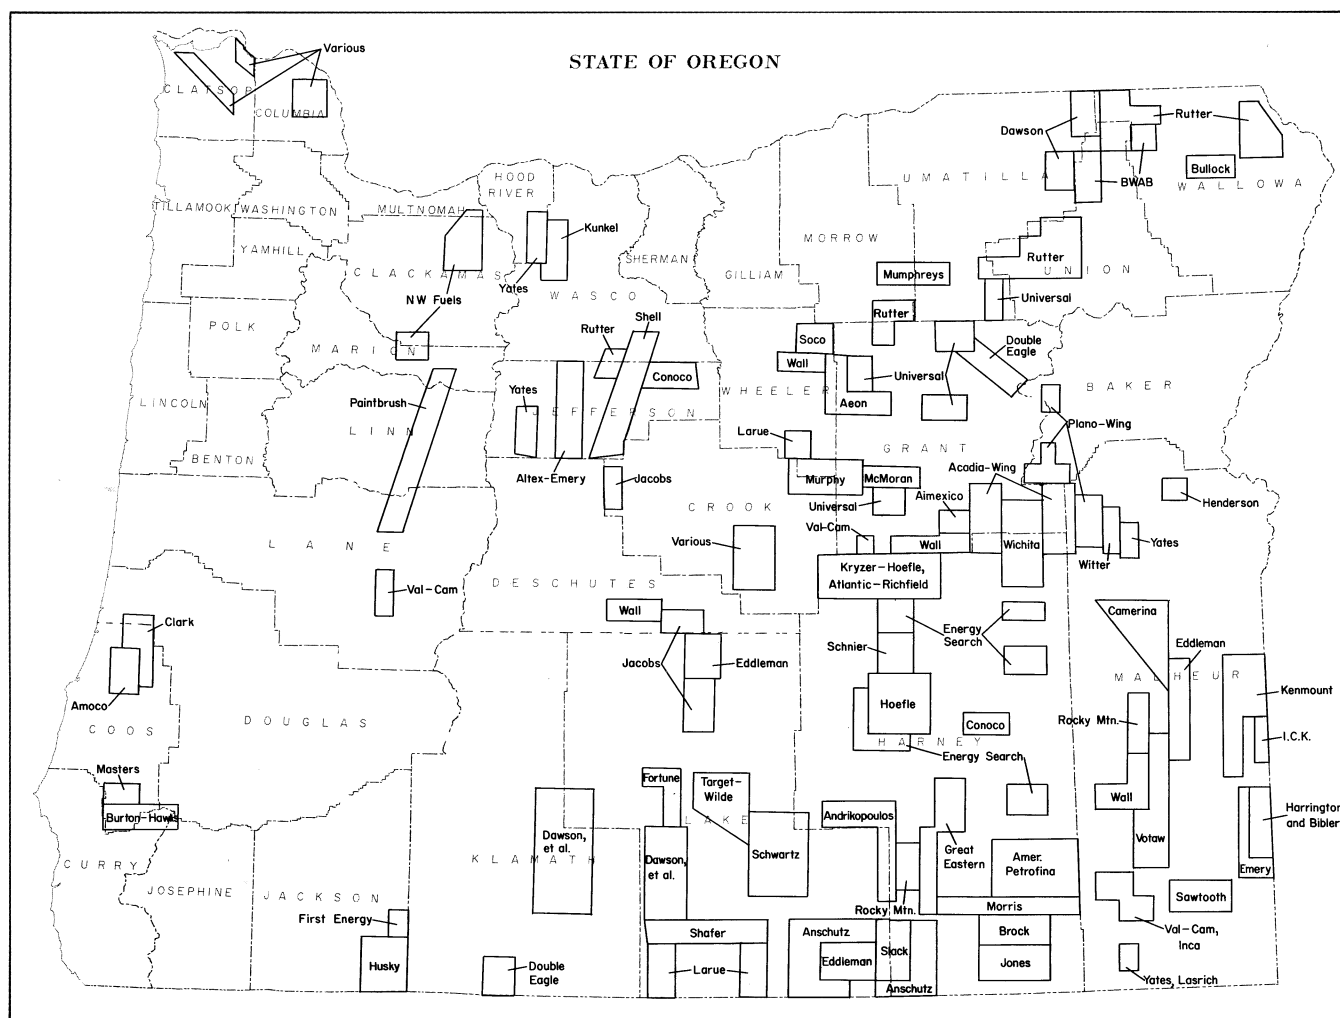 STATE OF OREGON
Various
CLATSOP
COLUMBIA
Dawson
Rutter
HOOD
RIVER
UMATILLA
BWAB
Bullock
WALLOWA
TILLAMOOK
WASHINGTON
MULTNOMAH
Kunkel
YAMHILL
CLACKAMAS
SHERMAN
GILLIAM
MORROW
Mumphreys
Rutter
UNION
Yates
NW Fuels
WASCO
Universal
Shell
Rutter
Rutter
POLK
MARION
Soco
Double
Eagle
Wall
Conoco
Universal
WHEELER
BAKER
Yates
JEFFERSON
Aeon
LINCOLN
Paintbrush
LINN
Plano-Wing
Larue
GRANT
BENTON
Acadia-Wing
Altex-Emery
Jacobs
Murphy
McMoran
Aimexico
Henderson
CROOK
Universal
Val-Cam
LANE
Various
Wall
Wichita
Yates
Witter
Kryzer-Hoefle,
Atlantic-Richfield
DESCHUTES
Val-Cam
Wall
Camerina
Clark
Energy
Search
Schnier
Eddleman
Jacobs
Eddleman
MALHEUR
Kenmount
Amoco
Hoefle
DOUGLAS
COOS
Conoco
Rocky Mtn.
I.C.K.
HARNEY
Energy Search
Masters
Fortune
Target-
Wilde
Wall
Burton-Hawks
LAKE
Andrikopoulos
Harrington
and Bibler
Dawson,
et al.
Great
Eastern
Votaw
Schwartz
Amer.
Petrofina
CURRY
KLAMATH
Dawson,
et al.
Emery
JOSEPHINE
JACKSON
Sawtooth
First Energy
Rocky Mtn.
Morris
Shafer
Anschutz
Brock
Val-Cam,
Inca
Husky
Double
Eagle
Larue
Eddleman
Slack
Jones
Yates, Lasrich
Anschutz